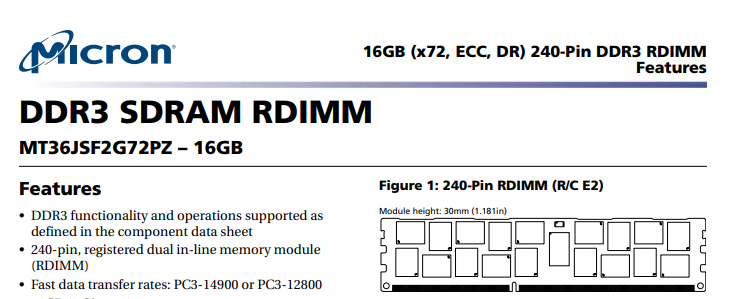 Micron®
16GB (x72, ECC, DR) 240-Pin DDR3 RDIMM
Features
DDR3 SDRAM RDIMM
MT36JSF2G72PZ – 16GB
Features
• DDR3 functionality and operations supported as
defined in the component data sheet
• 240-pin, registered dual in-line memory module
(RDIMM)
• Fast data transfer rates: PC3-14900 or PC3-12800
Figure 1: 240-Pin RDIMM (R/C E2)
Module height: 30mm (1.181in)